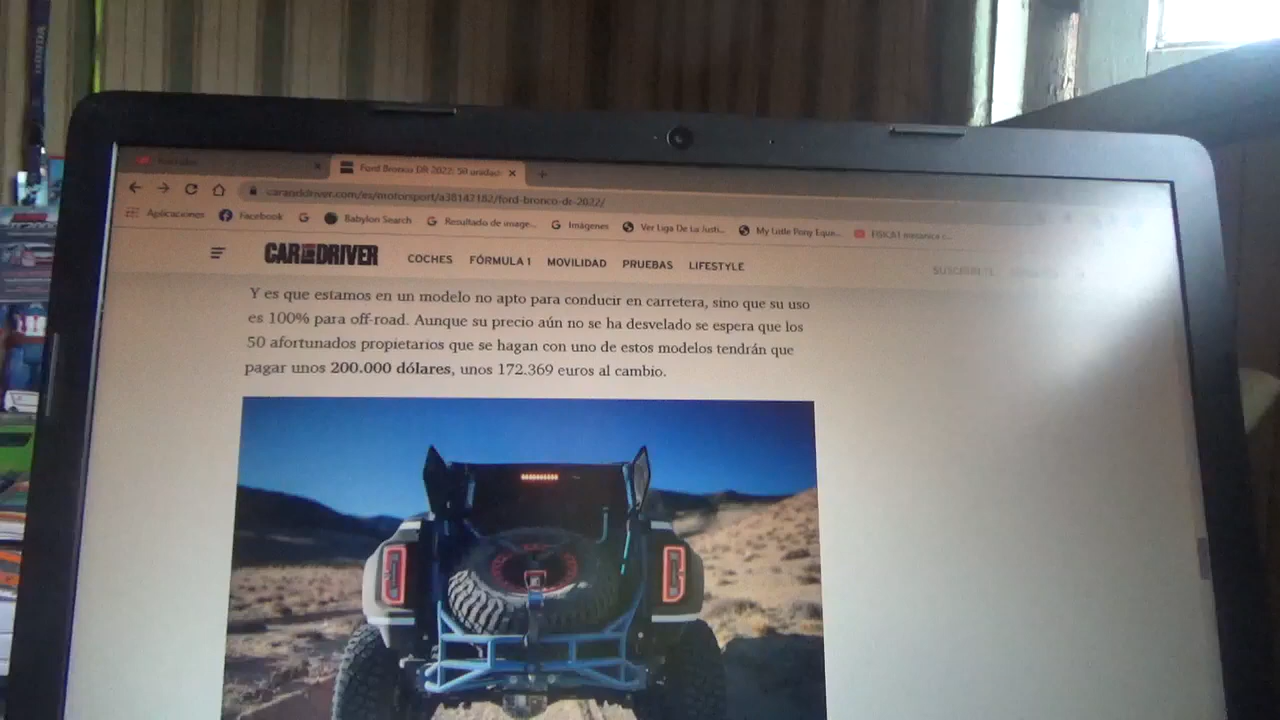 Ford Bronco DR 2022: 50 unidad
caranddriver.com/es/motorsport/a38147182/ford-bronco-dr-2022/
Aplicaciones Facebook Babylon Search Resultado de image... Imágenes Ver Liga De La Justi... My Little Pony Eque... FISICA1 mecanica c...
CAR AND DRIVER COCHES FÓRMULA 1 MOVILIDAD PRUEBAS LIFESTYLE SUSCRÍBETE
Y es que estamos en un modelo no apto para conducir en carretera, sino que su uso
es 100% para off-road. Aunque su precio aún no se ha desvelado se espera que los
50 afortunados propietarios que se hagan con uno de estos modelos tendrán que
pagar unos 200.000 dólares, unos 172.369 euros al cambio.